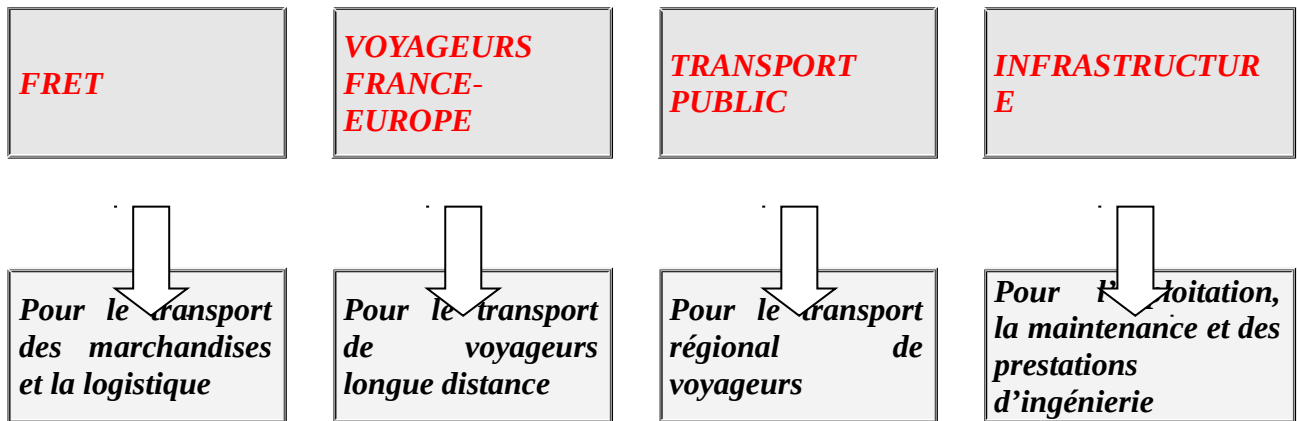 FRET
VOYAGEURS
FRANCE-
EUROPE
TRANSPORT
PUBLIC
INFRASTRUCTUR
E
Pour le transport
des marchandises
et la logistique
Pour le transport
de voyageurs
longue distance
Pour le transport
régional de
voyageurs
Pour l’exploitation,
la maintenance et des
prestations
d’ingénierie